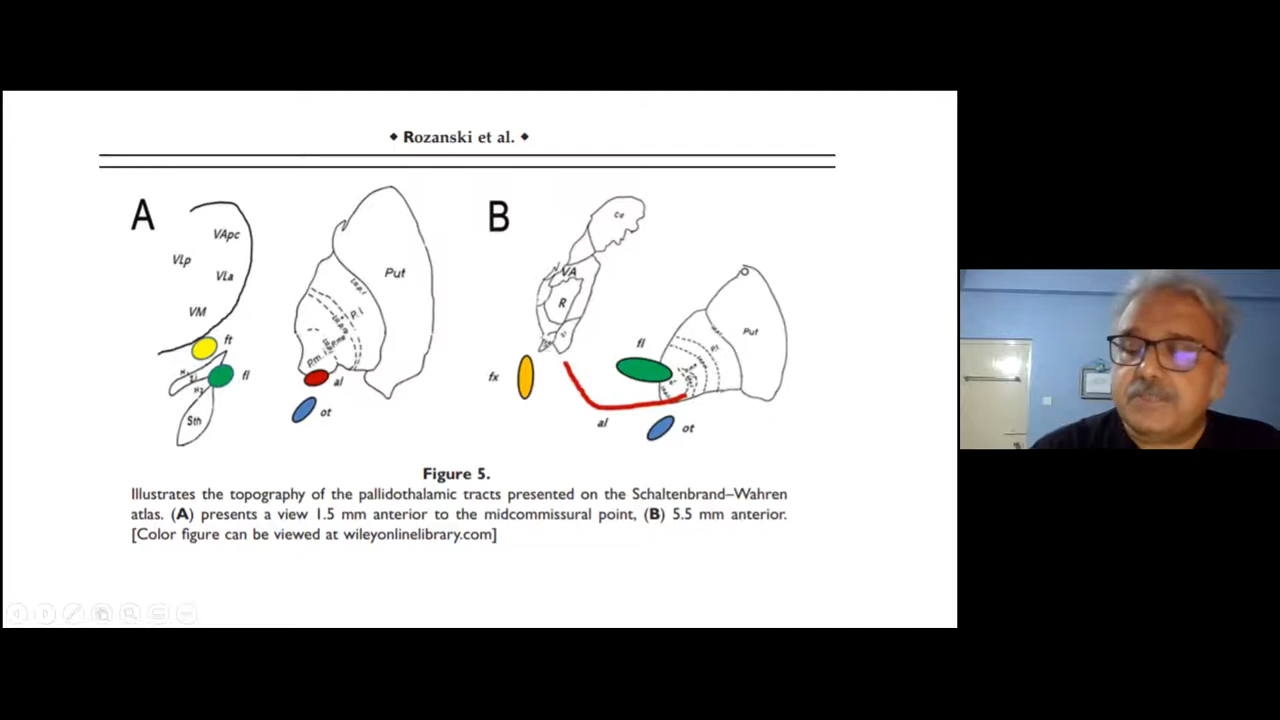 ◆ Rozanski et al. ◆
A
VApc
VLp
VLa
VM
ft
fl
Sth
Put
al
ot
B
Cd
VA
R
fl
Put
fx
al
ot
Figure 5.
Illustrates the topography of the pallidothalamic tracts presented on the Schaltenbrand–Wahren
atlas. (A) presents a view 1.5 mm anterior to the midcommissural point, (B) 5.5 mm anterior.
[Color figure can be viewed at wileyonlinelibrary.com]